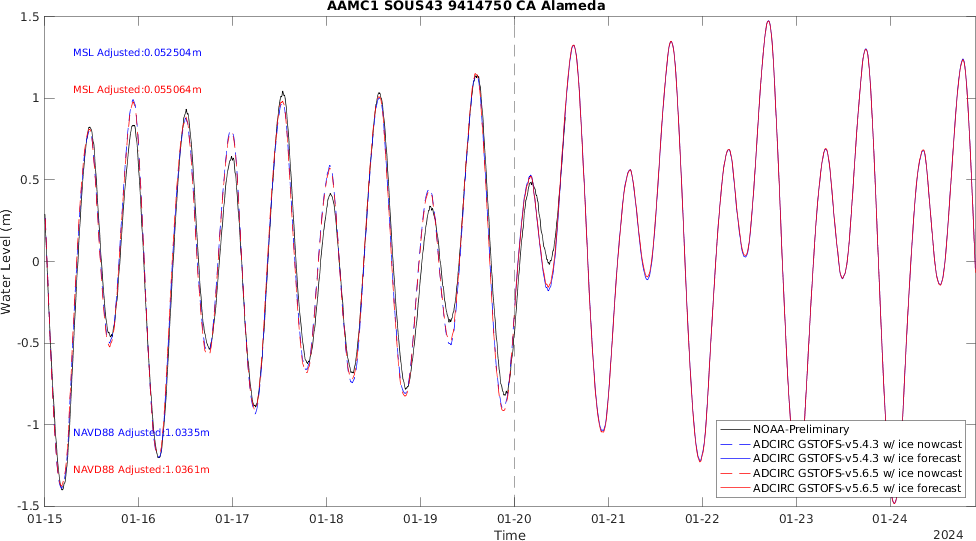 AAMC1 SOUS43 9414750 CA Alameda
1.5
1
0.5
0
-0.5
-1
-1.5
Water Level (m)
MSL Adjusted:0.052504m
MSL Adjusted:0.055064m
NAVD88 Adjusted:1.0335m
NAVD88 Adjusted:1.0361m
NOAA-Preliminary
ADCIRC GSTOFS-v5.4.3 w/ ice nowcast
ADCIRC GSTOFS-v5.4.3 w/ ice forecast
ADCIRC GSTOFS-v5.6.5 w/ ice nowcast
ADCIRC GSTOFS-v5.6.5 w/ ice forecast
01-15 01-16 01-17 01-18 01-19 01-20 01-21 01-22 01-23 01-24
Time
2024